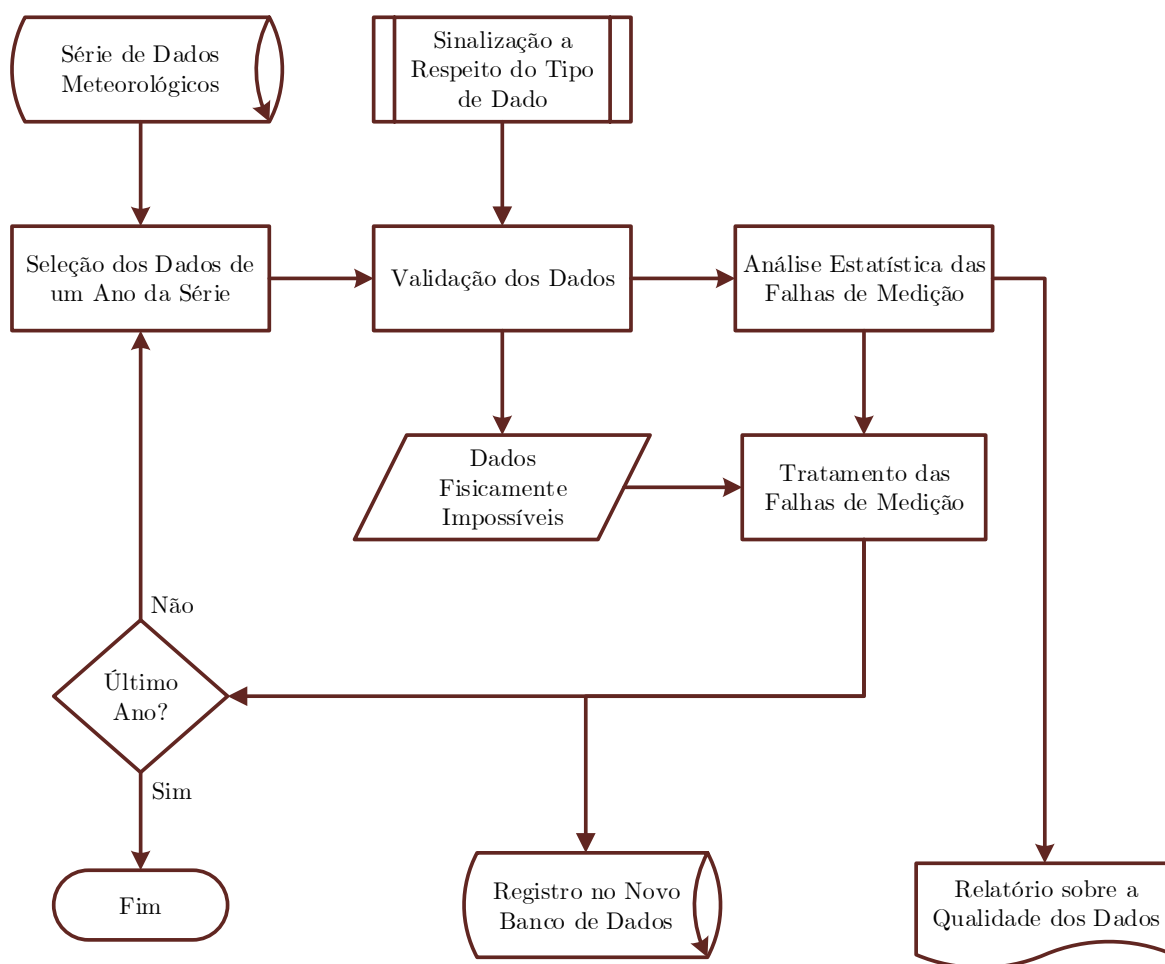 Série de Dados
Meteorológicos
Sinalização a
Respeito do Tipo
de Dado
Seleção dos Dados de
um Ano da Série
Validação dos Dados
Análise Estatística das
Falhas de Medição
Dados
Fisicamente
Impossíveis
Tratamento das
Falhas de Medição
Não
Último
Ano?
Sim
Fim
Registro no Novo
Banco de Dados
Relatório sobre a
Qualidade dos Dados